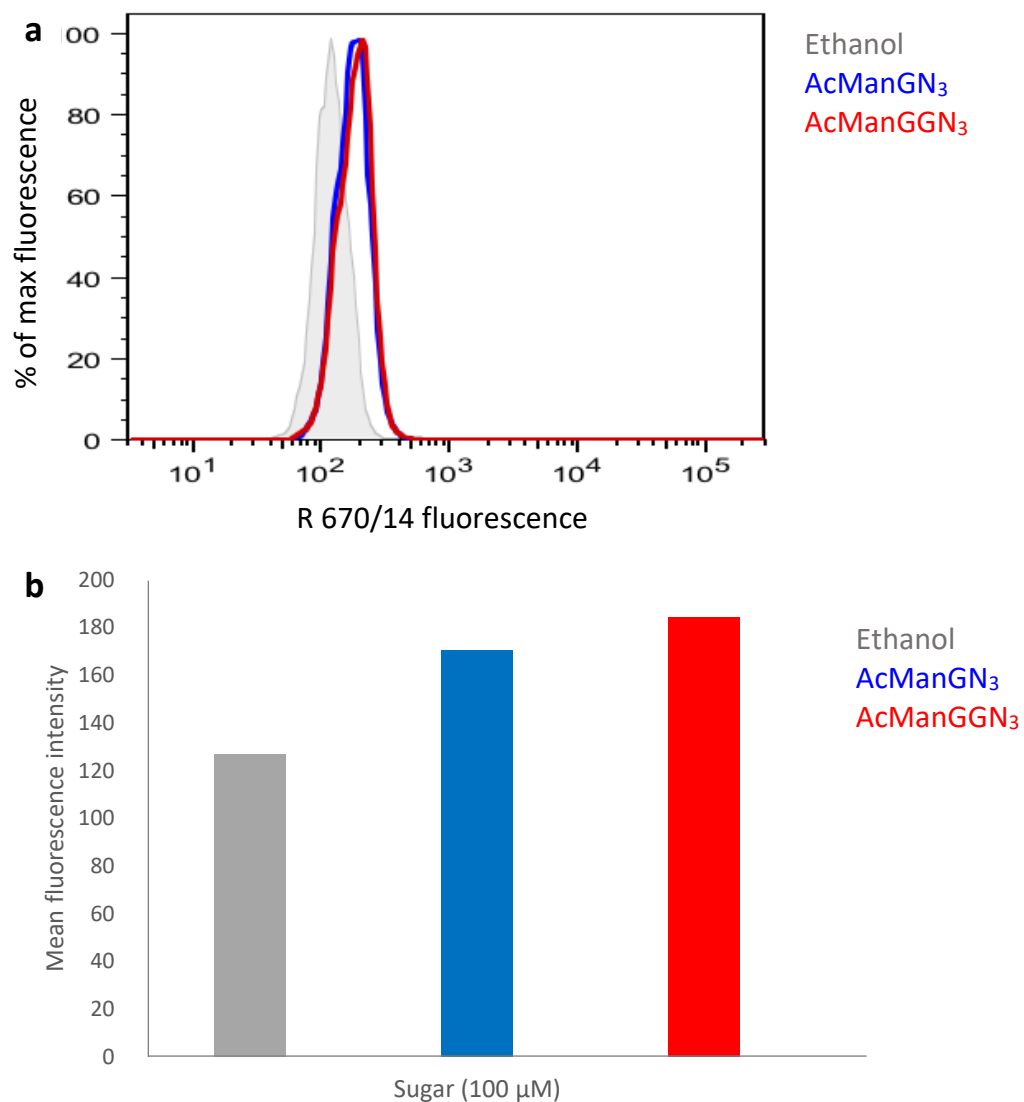 a
00
80
60
40
20
0
% of max fluorescence
10¹ 10² 10³ 10⁴ 10⁵
R 670/14 fluorescence
Ethanol
AcManGN₃
AcManGGN₃
b
200
180
160
140
120
100
80
60
40
20
0
Mean fluorescence intensity
Sugar (100 μM)
Ethanol
AcManGN₃
AcManGGN₃